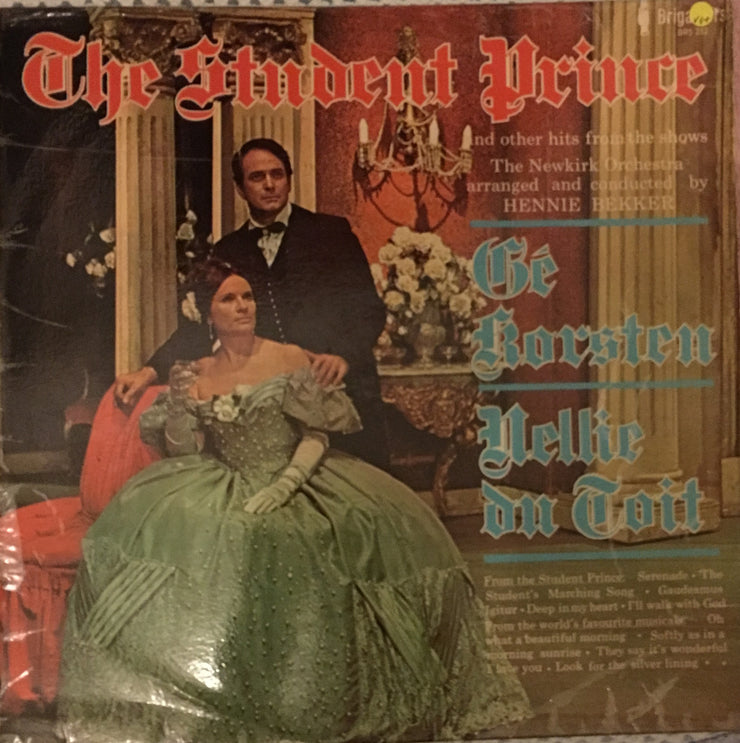 The Student Prince
BRS 212
and other hits from the shows
The Newkirk Orchestra
arranged and conducted by
HENNIE BEKKER
Gé
Korsten
Nellie
du Toit
From the Student Prince: Serenade • The
Student's Marching Song • Gaudeamus
Igitur • Deep in my heart • I'll walk with God
From the world's favourite musicals: Oh
what a beautiful morning • Softly as in a
morning sunrise • They say it's wonderful
I love you • Look for the silver lining • •